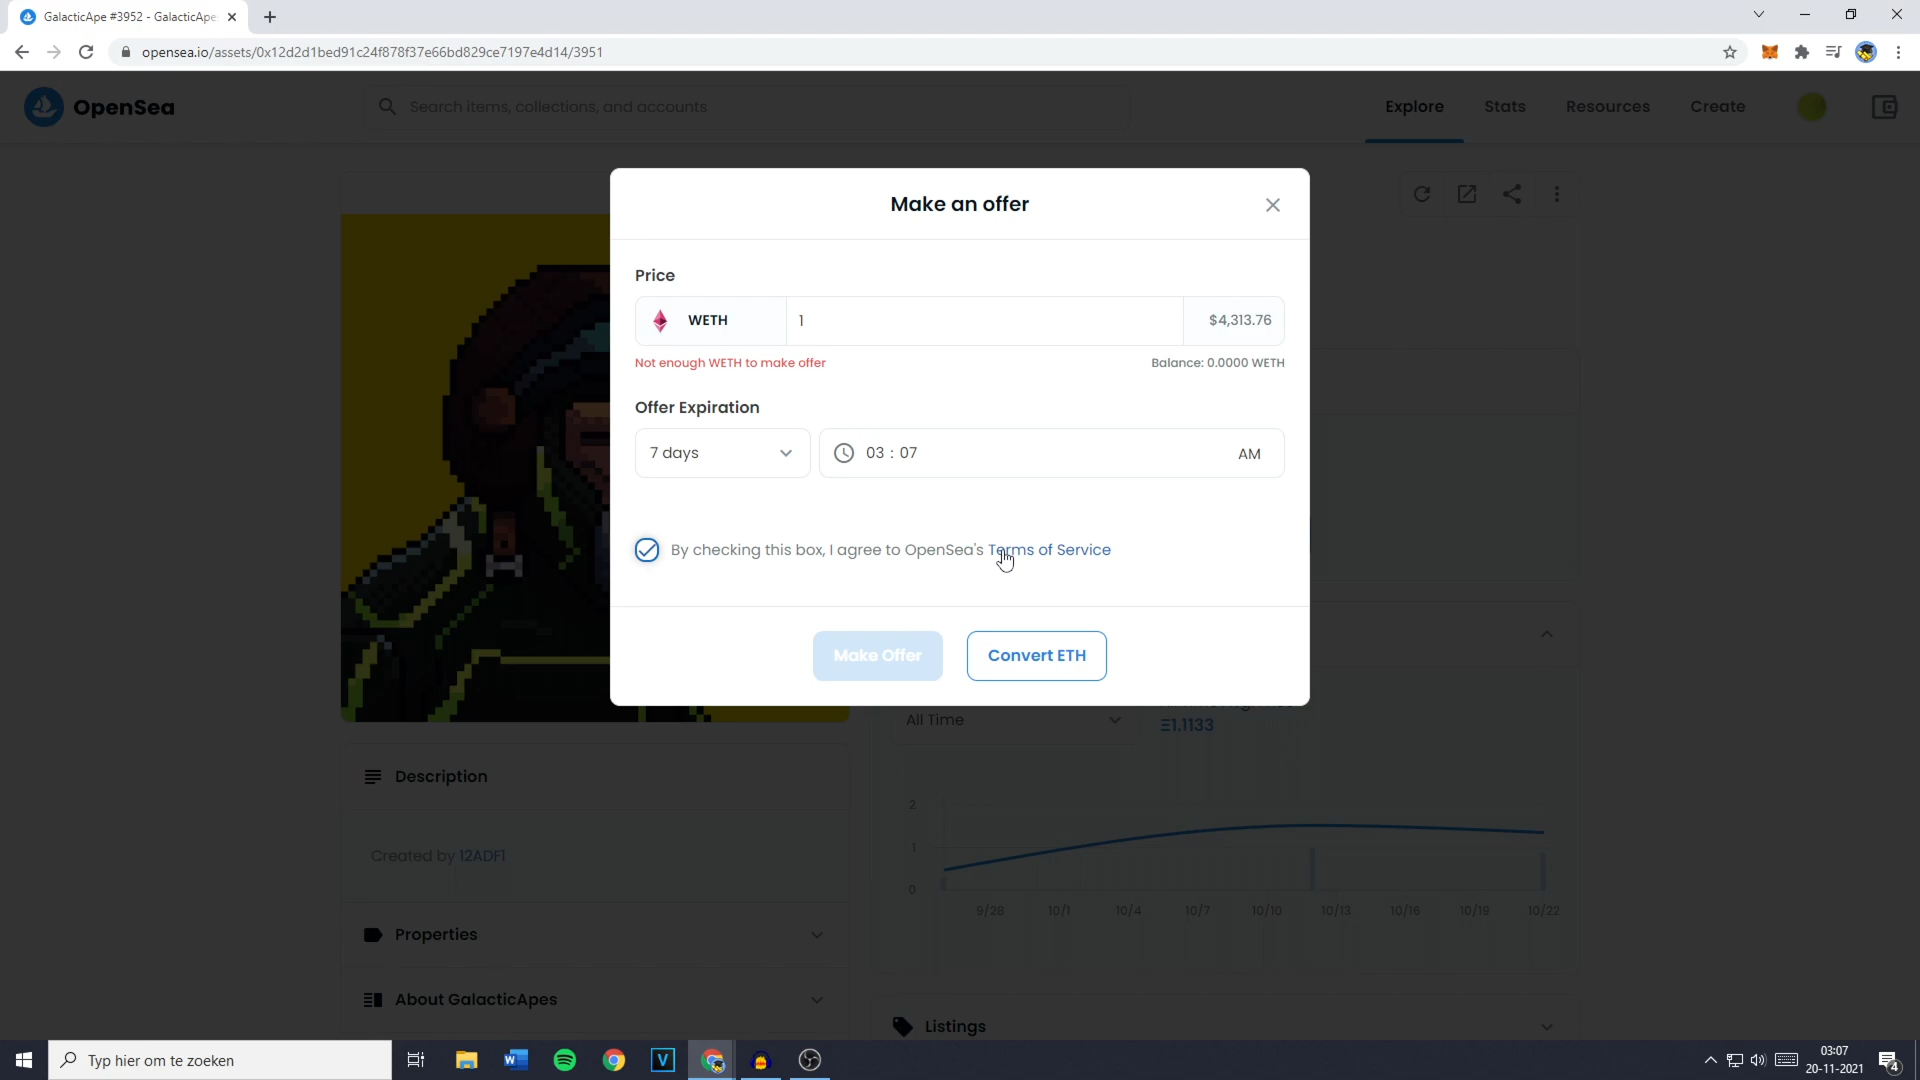 GalacticApe #3952 - GalacticApe
opensea.io/assets/0x12d2d1bed91c24f878f37e66bd829ce7197e4d14/3951
OpenSea
Search items, collections, and accounts
Explore
Stats
Resources
Create
Make an offer
Price
WETH
1
$4,313.76
Not enough WETH to make offer
Balance: 0.0000 WETH
Offer Expiration
7 days
03 : 07
AM
By checking this box, I agree to OpenSea's Terms of Service
Make Offer
Convert ETH
All Time
Ξ1.1133
Description
2
1
0
9/28
10/1
10/4
10/7
10/10
10/13
10/16
10/19
10/22
Created by 12ADF1
Properties
About GalacticApes
Listings
Typ hier om te zoeken
03:07
20-11-2021
4